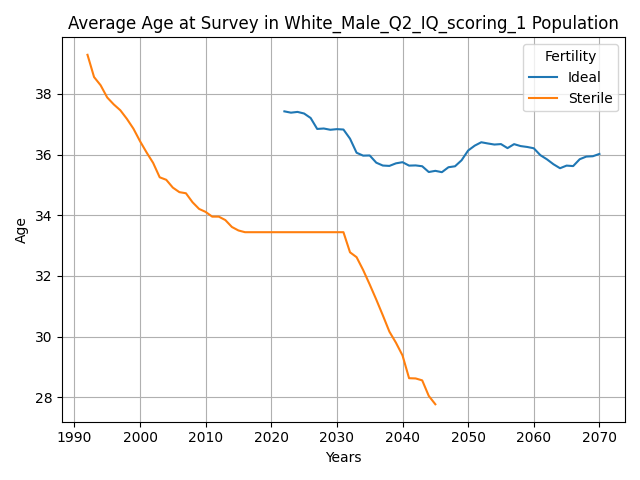 Average Age at Survey in White_Male_Q2_IQ_scoring_1 Population
Fertility
Ideal
Sterile
Age
38
36
34
32
30
28
1990 2000 2010 2020 2030 2040 2050 2060 2070
Years